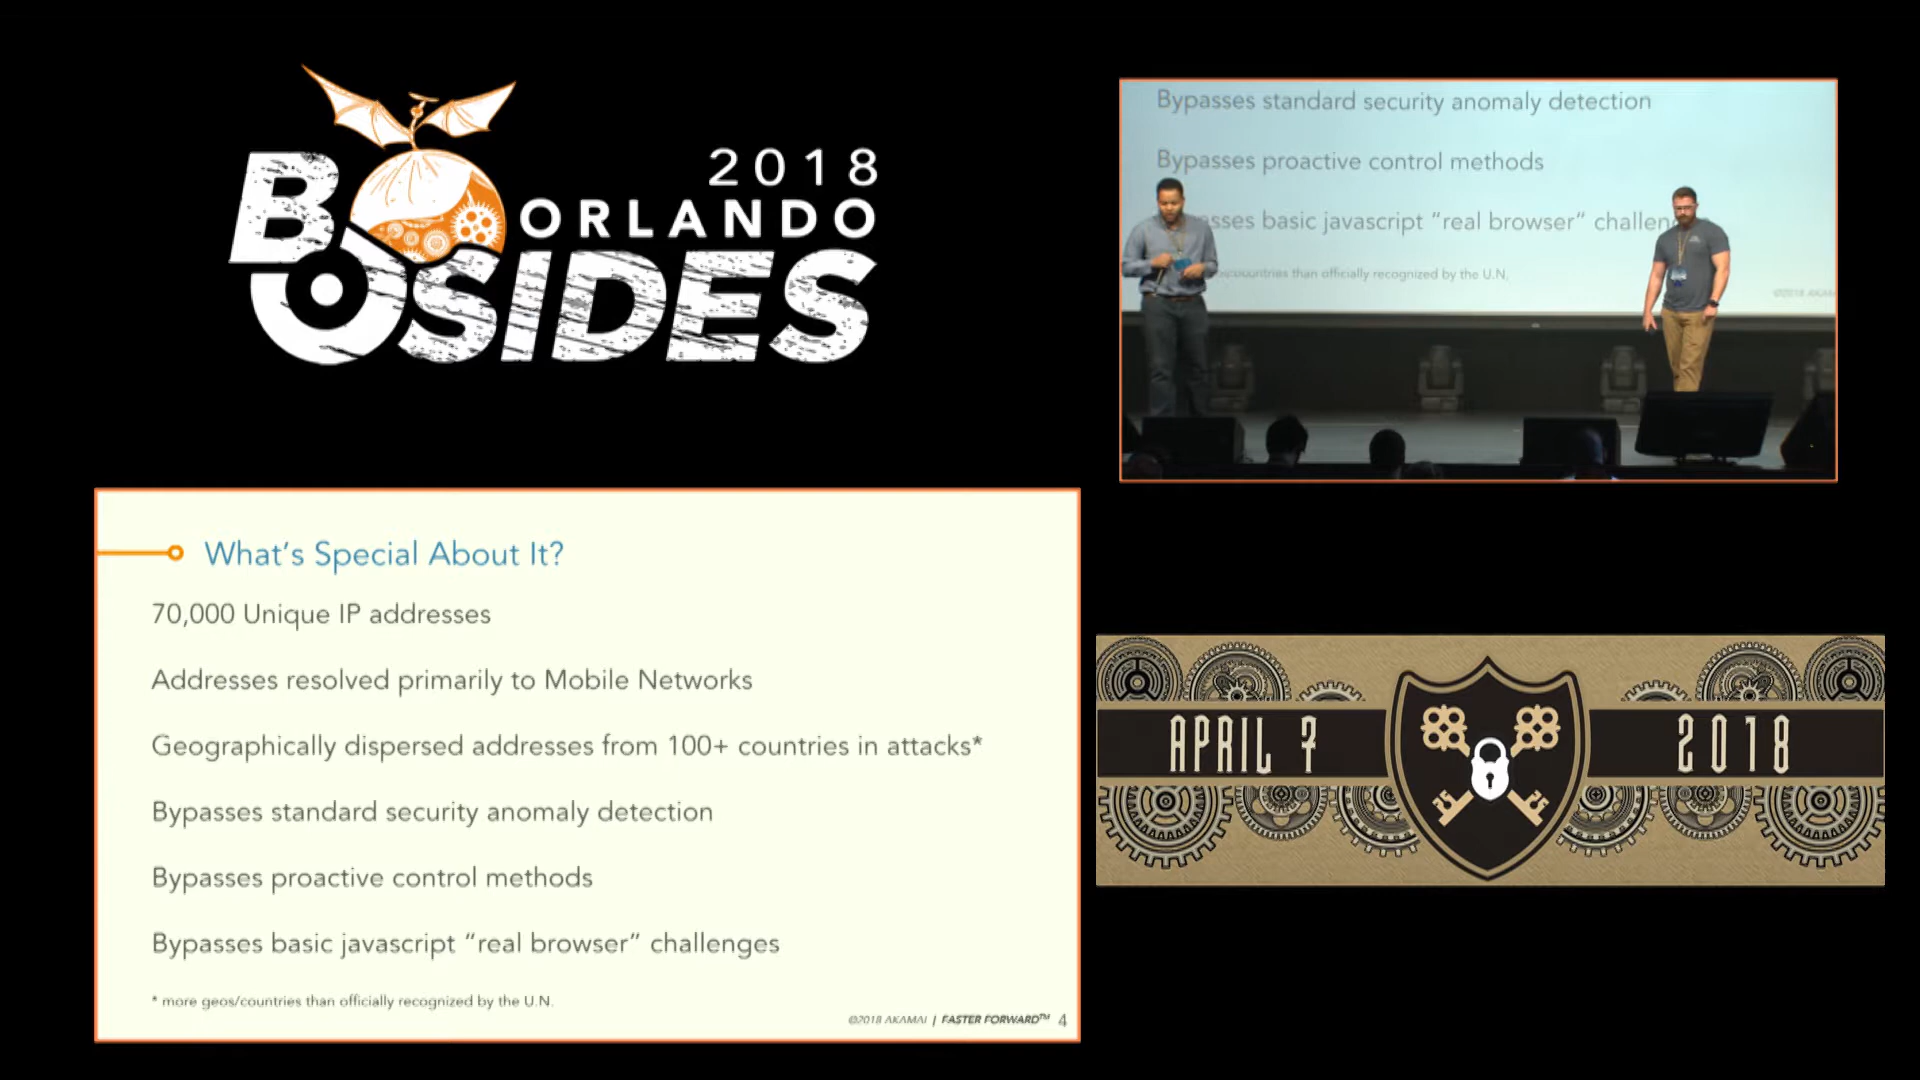 2018
ORLANDO
BSIDES
Bypasses standard security anomaly detection
Bypasses proactive control methods
sses basic javascript “real browser” challen
countries than officially recognized by the U.N.
©2018 AKAM
What’s Special About It?
70,000 Unique IP addresses
Addresses resolved primarily to Mobile Networks
Geographically dispersed addresses from 100+ countries in attacks*
Bypasses standard security anomaly detection
Bypasses proactive control methods
Bypasses basic javascript “real browser” challenges
* more geos/countries than officially recognized by the U.N.
©2018 AKAMAI | FASTER FORWARD™ 4
APRIL 7 2018